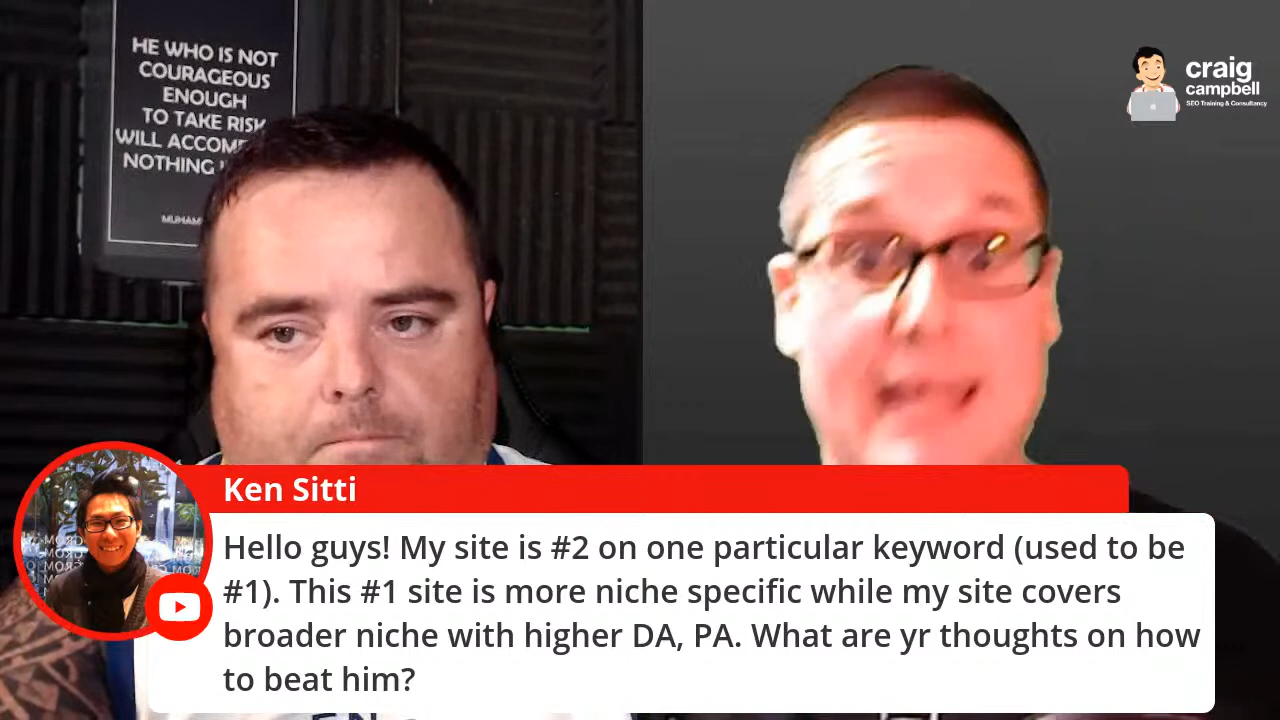 HE WHO IS NOT
COURAGEOUS
ENOUGH
TO TAKE RISK
WILL
NOTHING
craig
campbell
SEO Training & Consultancy
Ken Sitti
Hello guys! My site is #2 on one particular keyword (used to be
#1). This #1 site is more niche specific while my site covers
broader niche with higher DA, PA. What are yr thoughts on how
to beat him?